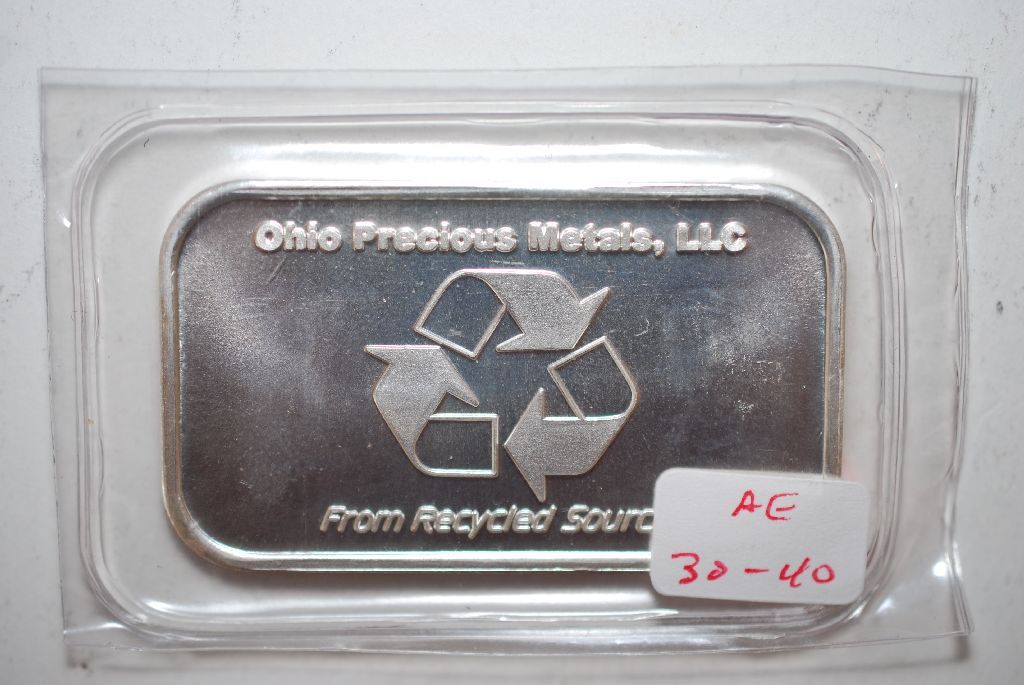 Ohio Precious Metals, LLC
From Recycled Sourc
AE
30-40